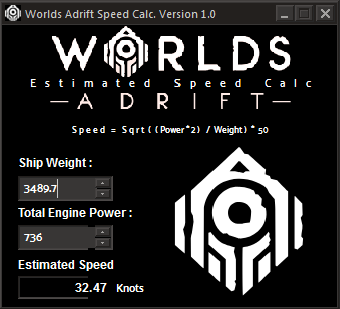 Worlds Adrift Speed Calc. Version 1.0
WORLDS
Estimated Speed Calc
ADRIFT
Speed = Sqrt((Power*2) / Weight) * 50
Ship Weight :
3489.7
Total Engine Power :
736
Estimated Speed
32.47 Knots